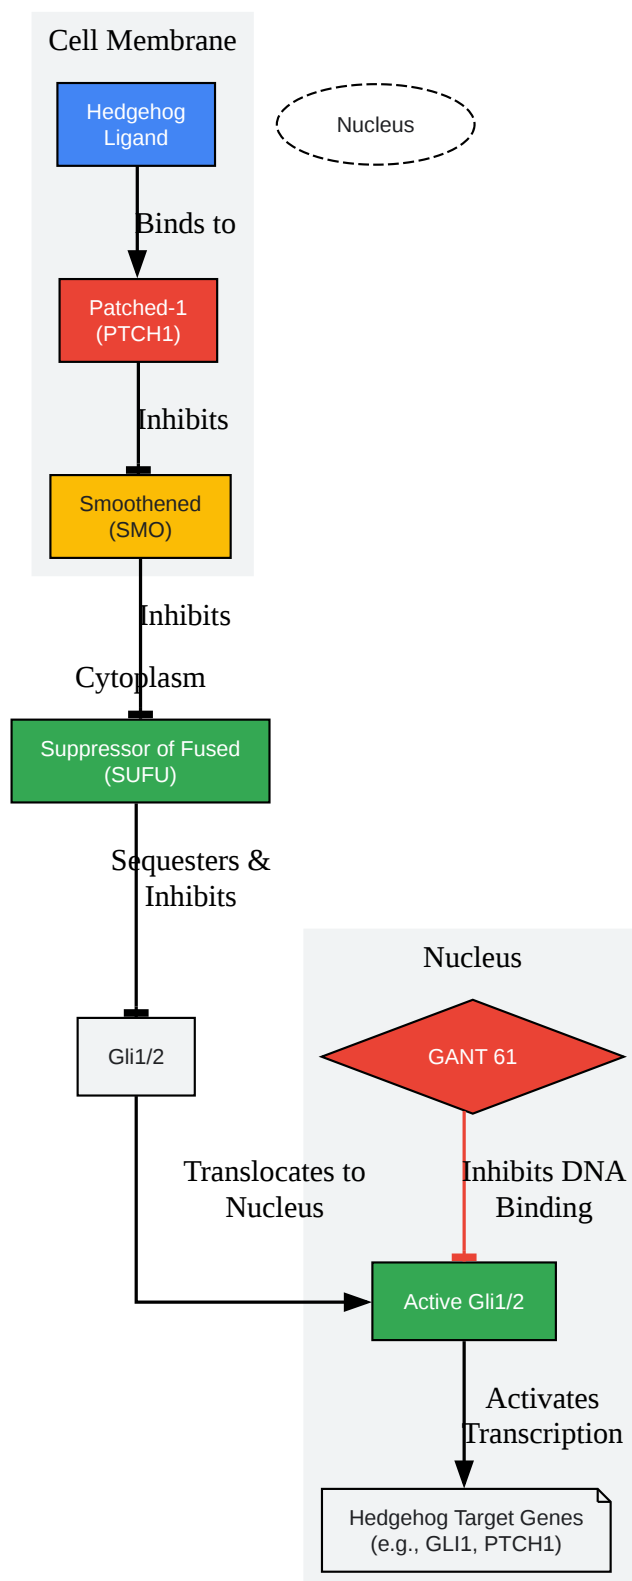 Cell Membrane
Hedgehog
Ligand
Nucleus
Binds to
Patched-1
(PTCH1)
Inhibits
Smoothened
(SMO)
Inhibits
Cytoplasm
Suppressor of Fused
(SUFU)
Sequesters &
Inhibits
Nucleus
Gli1/2
GANT 61
Translocates to
Nucleus
Inhibits DNA
Binding
Active Gli1/2
Activates
Transcription
Hedgehog Target Genes
(e.g., GLI1, PTCH1)